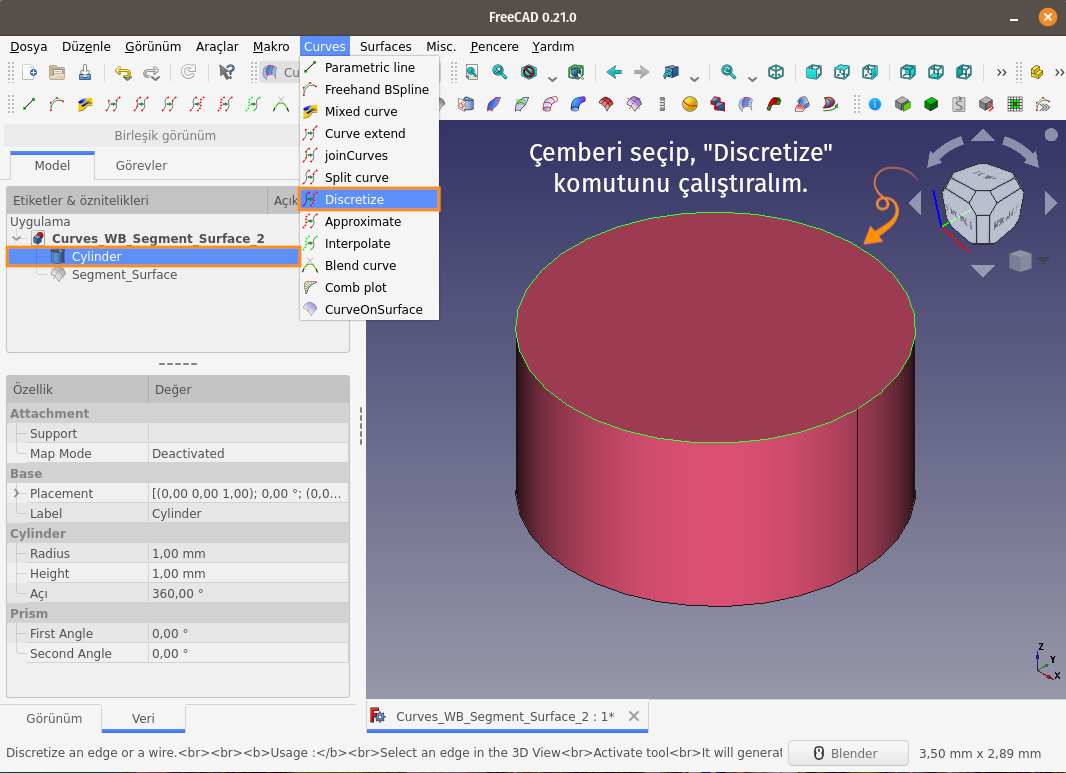 FreeCAD 0.21.0
Dosya Düzenle Görünüm Araçlar Makro Curves Surfaces Misc. Pencere Yardım
Cu
Parametric line
Freehand BSpline
Mixed curve
Curve extend
joinCurves
Split curve
Discretize
Approximate
Interpolate
Blend curve
Comb plot
CurveOnSurface
Birleşik görünüm
Model Görevler
Etiketler & öznitelikleri Açık
Uygulama
Curves_WB_Segment_Surface_2
Cylinder
Segment_Surface
Çemberi seçip, "Discretize"
komutunu çalıştıralım.
Özellik Değer
Attachment
Support
Map Mode Deactivated
Base
Placement [(0,00 0,00 1,00); 0,00 °; (0,0...
Label Cylinder
Cylinder
Radius 1,00 mm
Height 1,00 mm
Açı 360,00 °
Prism
First Angle 0,00 °
Second Angle 0,00 °
Z
Y
X
Görünüm Veri
Curves_WB_Segment_Surface_2 : 1*
Discretize an edge or a wire.<br><br><b>Usage :</b><br>Select an edge in the 3D View<br>Activate tool<br>It will generat Blender 3,50 mm x 2,89 mm